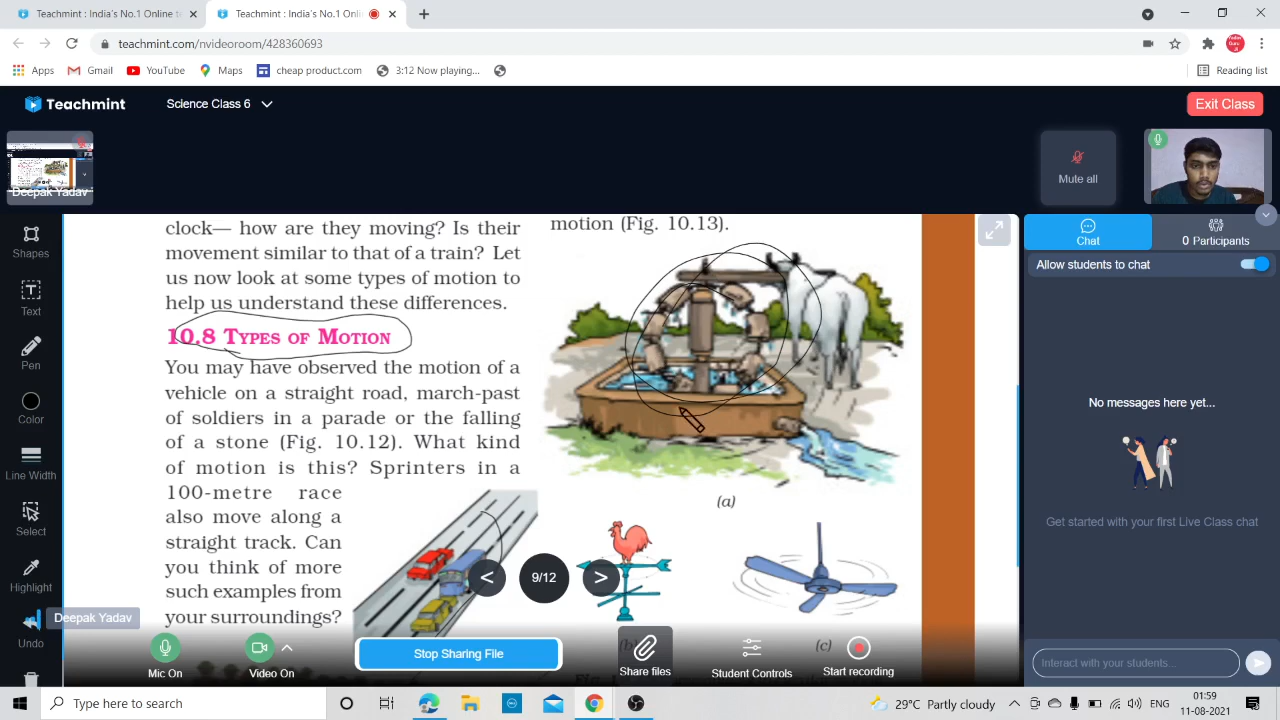 Teachmint : India's No.1 Online t
Teachmint : India's No.1 Onli
teachmint.com/nvideoroom/428360693
Apps
Gmail
YouTube
Maps
cheap product.com
3:12 Now playing...
Reading list
Teachmint
Science Class 6
Exit Class
Deepak Yadav
Mute all
Shapes
Text
Pen
Color
Line Width
Select
Highlight
Undo
Deepak Yadav
clock— how are they moving? Is their
movement similar to that of a train? Let
us now look at some types of motion to
help us understand these differences.
10.8 TYPES OF MOTION
You may have observed the motion of a
vehicle on a straight road, march-past
of soldiers in a parade or the falling
of a stone (Fig. 10.12). What kind
of motion is this? Sprinters in a
100-metre race
also move along a
straight track. Can
you think of more
such examples from
your surroundings?
motion (Fig. 10.13).
(a)
(b)
(c)
<
9/12
>
Mic On
Video On
Stop Sharing File
Share files
Student Controls
Start recording
Chat
0 Participants
Allow students to chat
No messages here yet...
Get started with your first Live Class chat
Interact with your students...
Type here to search
29°C Partly cloudy
ENG
01:59
11-08-2021